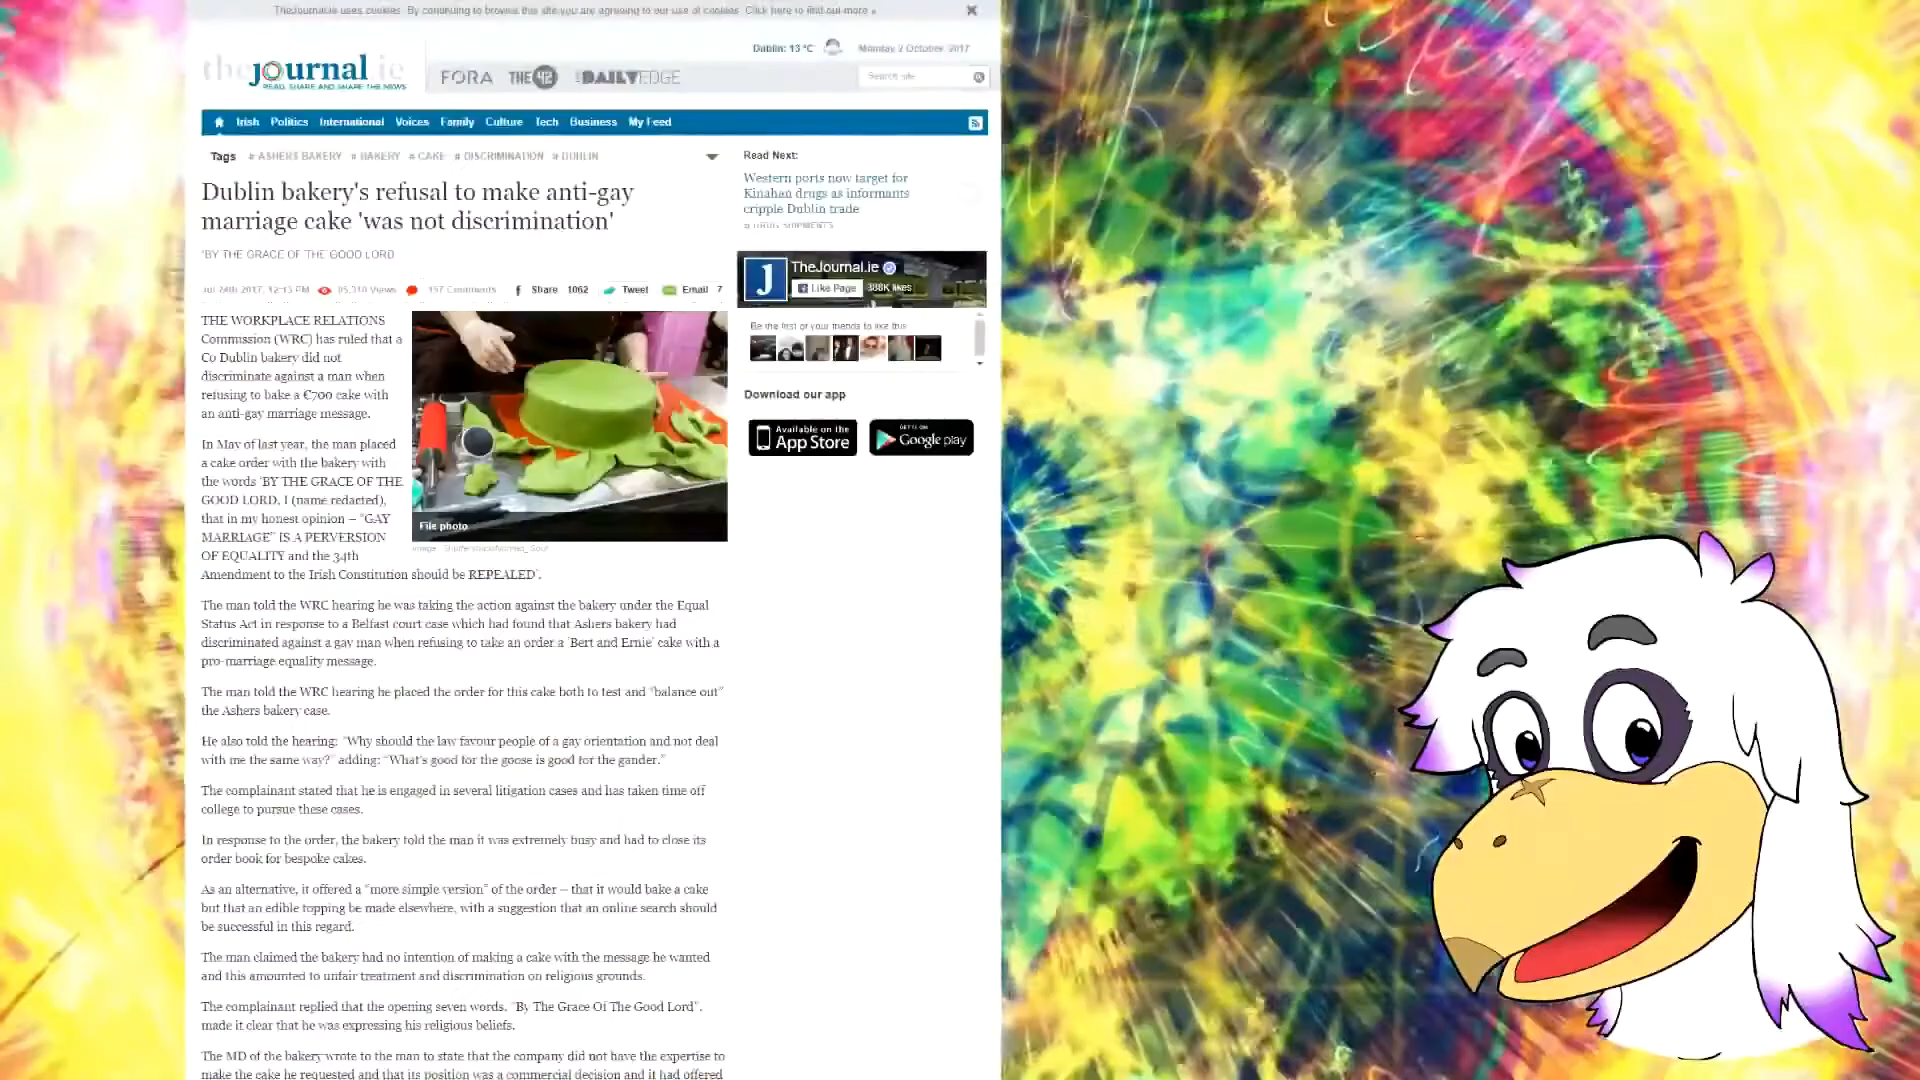 TheJournal.ie uses cookies. By continuing to browse this site you are agreeing to our use of cookies. Click here to find out more »
thejournal.ie
READ, SHARE AND SHAPE THE NEWS
FORA THE 42 DAILYEDGE
Dublin: 13 °C Monday 2 October, 2017
Search site
Irish Politics International Voices Family Culture Tech Business My Feed
Tags # ASHERS BAKERY # BAKERY # CAKE # DISCRIMINATION # DUBLIN
Dublin bakery's refusal to make anti-gay
marriage cake 'was not discrimination'
'BY THE GRACE OF THE GOOD LORD
Jul 24th 2017, 12:13 PM Views 157 Comments Share 1062 Tweet Email 7
THE WORKPLACE RELATIONS
Commission (WRC) has ruled that a
Co Dublin bakery did not
discriminate against a man when
refusing to bake a €700 cake with
an anti-gay marriage message.
In May of last year, the man placed
a cake order with the bakery with
the words 'BY THE GRACE OF THE
GOOD LORD, I (name redacted),
that in my honest opinion – "GAY
MARRIAGE" IS A PERVERSION
OF EQUALITY and the 34th
Amendment to the Irish Constitution should be REPEALED'.
File photo
The man told the WRC hearing he was taking the action against the bakery under the Equal
Status Act in response to a Belfast court case which had found that Ashers bakery had
discriminated against a gay man when refusing to take an order a 'Bert and Ernie' cake with a
pro-marriage equality message.
The man told the WRC hearing he placed the order for this cake both to test and "balance out"
the Ashers bakery case.
He also told the hearing: "Why should the law favour people of a gay orientation and not deal
with me the same way?" adding: "What's good for the goose is good for the gander."
The complainant stated that he is engaged in several litigation cases and has taken time off
college to pursue these cases.
In response to the order, the bakery told the man it was extremely busy and had to close its
order book for bespoke cakes.
As an alternative, it offered a "more simple version" of the order – that it would bake a cake
but that an edible topping be made elsewhere, with a suggestion that an online search should
be successful in this regard.
The man claimed the bakery had no intention of making a cake with the message he wanted
and this amounted to unfair treatment and discrimination on religious grounds.
The complainant replied that the opening seven words, "By The Grace Of The Good Lord",
made it clear that he was expressing his religious beliefs.
The MD of the bakery wrote to the man to state that the company did not have the expertise to
make the cake he requested and that its position was a commercial decision and it had offered
Read Next:
Western ports now target for
Kinahan drugs as informants
cripple Dublin trade
J
TheJournal.ie
Like Page 388K likes
Be the first of your friends to like this
Download our app
Available on the
App Store
GET IT ON
Google play